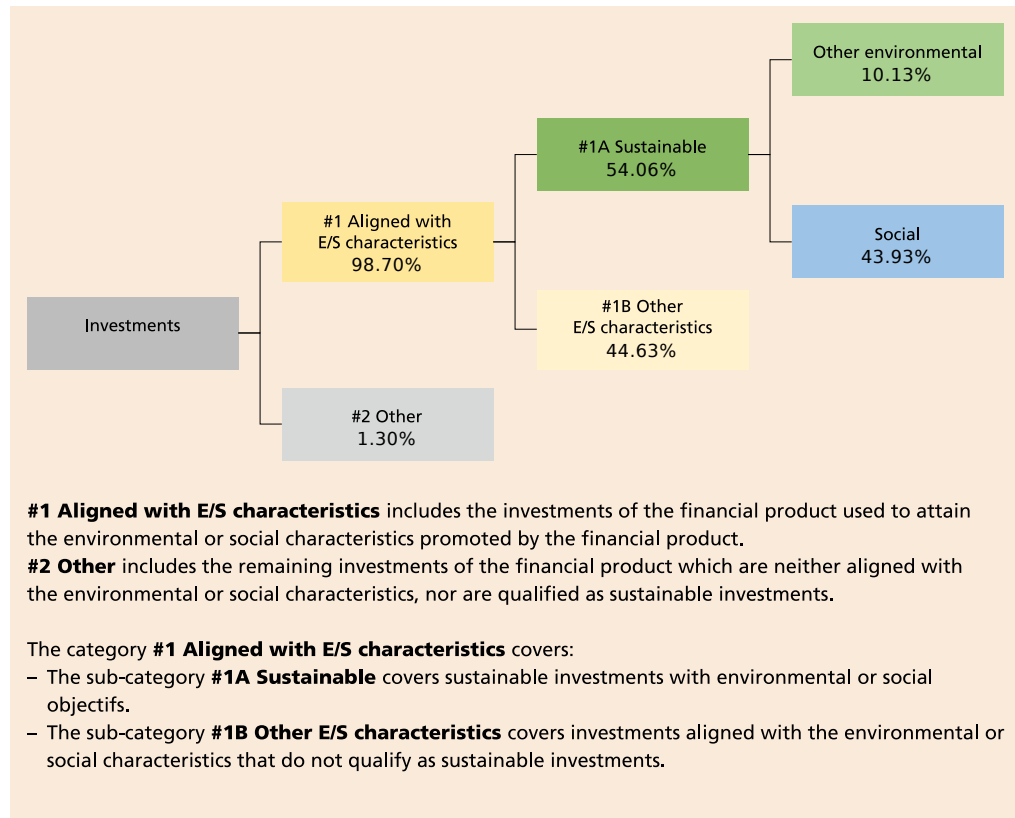 Other environmental
10.13%
#1A Sustainable
54.06%
#1 Aligned with
E/S characteristics
98.70%
Social
43.93%
Investments
#1B Other
E/S characteristics
44.63%
#2 Other
1.30%
#1 Aligned with E/S characteristics includes the investments of the financial product used to attain
the environmental or social characteristics promoted by the financial product.
#2 Other includes the remaining investments of the financial product which are neither aligned with
the environmental or social characteristics, nor are qualified as sustainable investments.
The category #1 Aligned with E/S characteristics covers:
– The sub-category #1A Sustainable covers sustainable investments with environmental or social
objectifs.
– The sub-category #1B Other E/S characteristics covers investments aligned with the environmental or
social characteristics that do not qualify as sustainable investments.